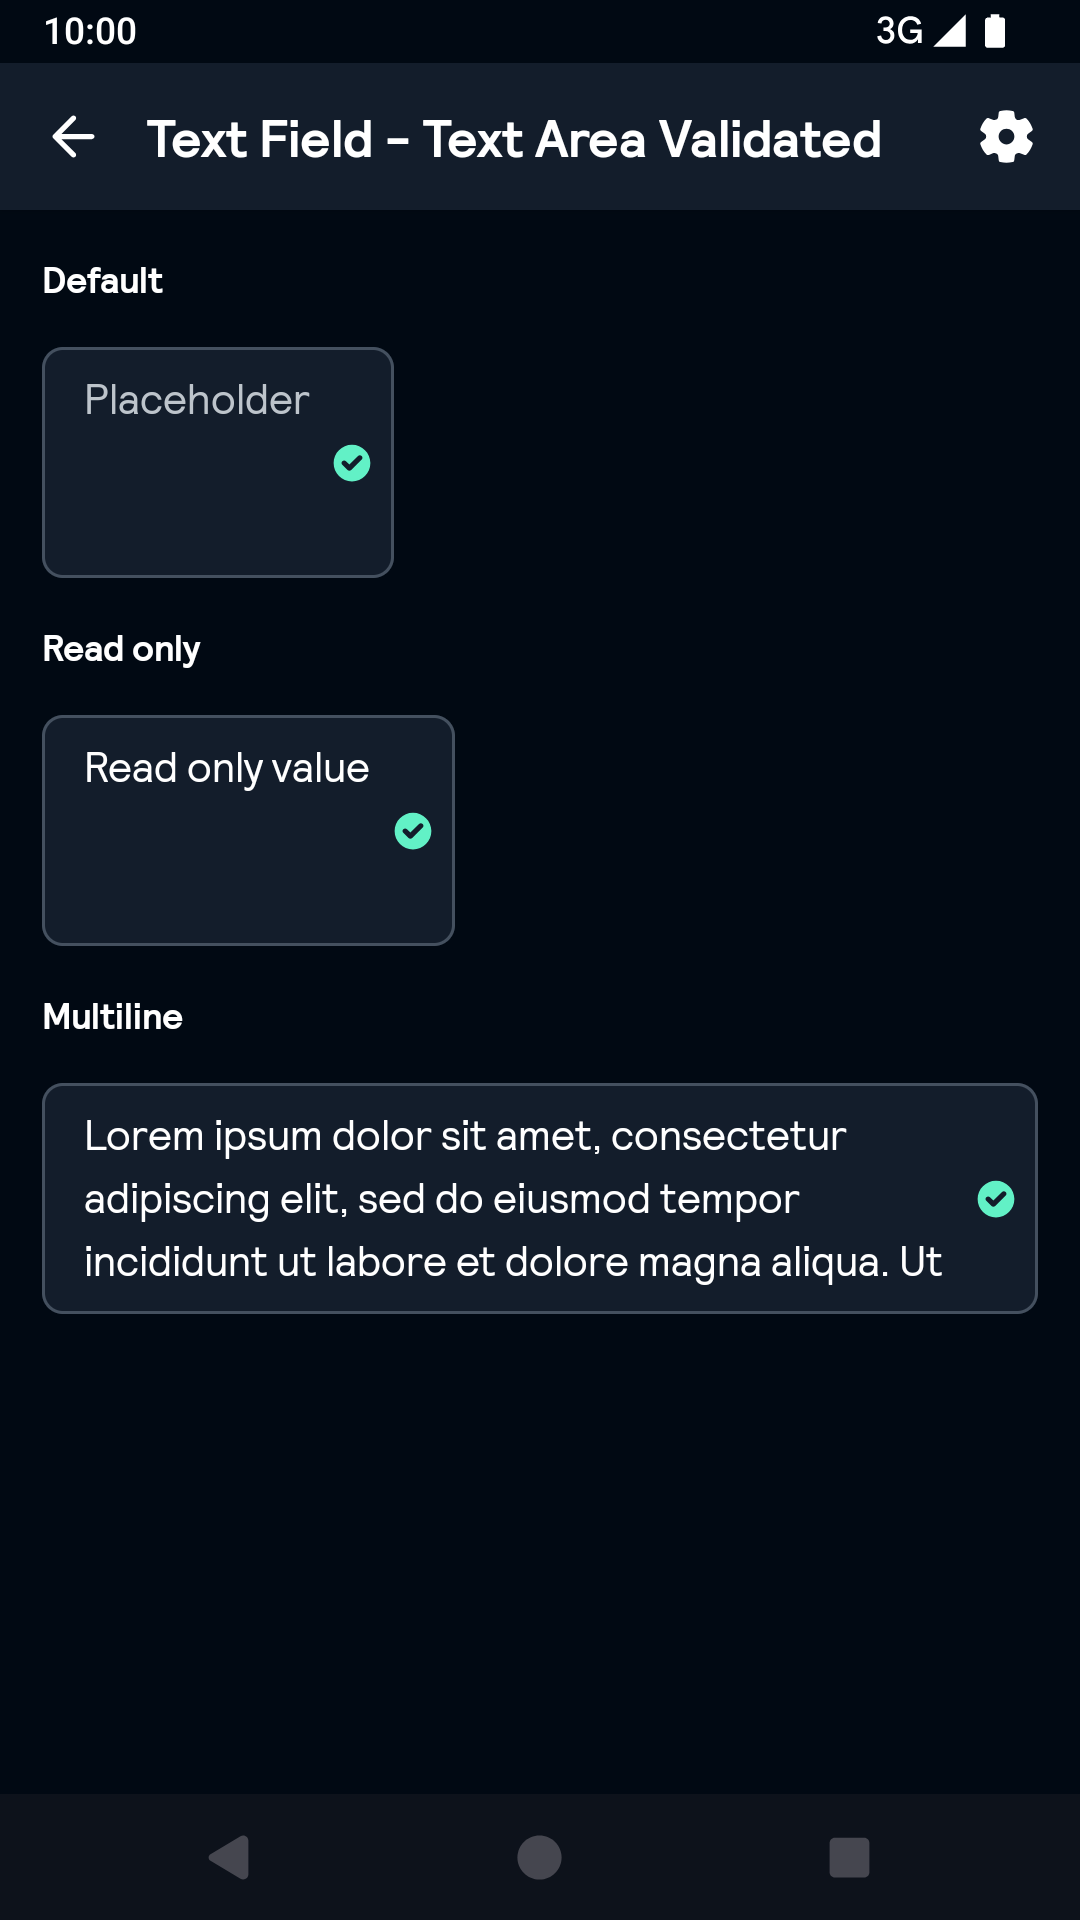 10:00
3G
Text Field - Text Area Validated
Default
Placeholder
Read only
Read only value
Multiline
Lorem ipsum dolor sit amet, consectetur
adipiscing elit, sed do eiusmod tempor
incididunt ut labore et dolore magna aliqua. Ut